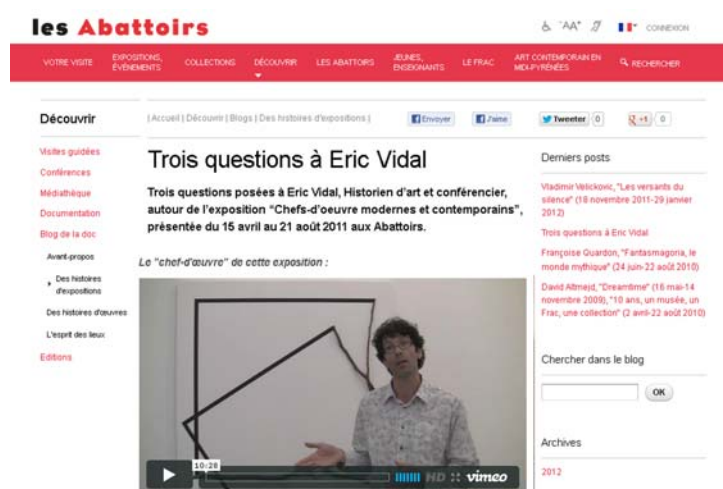 les Abattoirs
"AA"
CONNEXION
VOTRE VISITE
EXPOSITIONS,
ÉVÉNEMENTS
COLLECTIONS
DÉCOUVRIR
LES ABATTOIRS
JEUNES,
ENSEIGNANTS
LE FRAC
ART CONTEMPORAIN EN
MIDI-PYRÉNÉES
RECHERCHER
Découvrir
| Accueil | Découvrir | Blogs | Des histoires d'expositions |
Envoyer
J'aime
Tweeter 0
+1 0
Visites guidées
Conférences
Médiathèque
Documentation
Blog de la doc
Avant-propos
Des histoires
d'expositions
Des histoires d'œuvres
L'esprit des lieux
Editions
Trois questions à Eric Vidal
Trois questions posées à Eric Vidal, Historien d'art et conférencier,
autour de l'exposition "Chefs-d'oeuvre modernes et contemporains",
présentée du 15 avril au 21 août 2011 aux Abattoirs.
Le "chef-d'œuvre" de cette exposition :
10:28
HD
vimeo
Derniers posts
Vladimir Velickovic, "Les versants du
silence" (18 novembre 2011-29 janvier
2012)
Trois questions à Eric Vidal
Françoise Quardon, "Fantasmagoria, le
monde mythique" (24 juin-22 août 2010)
David Altmejd, "Dreamtime" (16 mai-14
novembre 2009), "10 ans, un musée, un
Frac, une collection" (2 avril-22 août 2010)
Chercher dans le blog
OK
Archives
2012